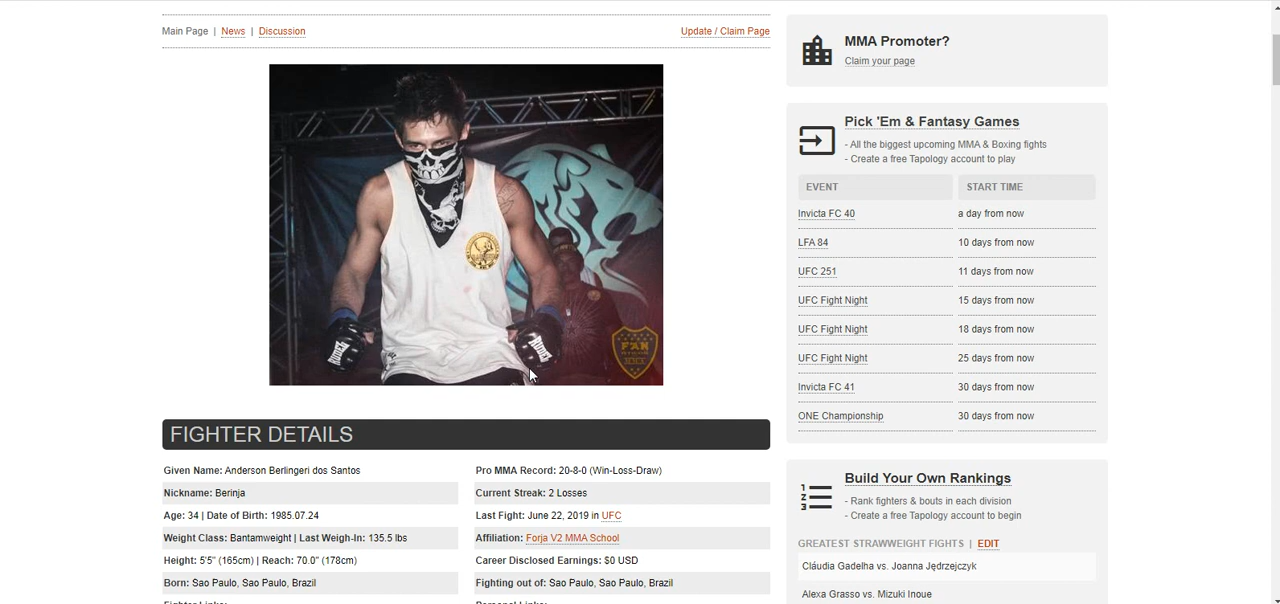 Main Page | News | Discussion
Update / Claim Page
RUDEL
RUDEL
FAN
FIGHTER DETAILS
Given Name: Anderson Berlingeri dos Santos
Pro MMA Record: 20-8-0 (Win-Loss-Draw)
Nickname: Berinja
Current Streak: 2 Losses
Age: 34 | Date of Birth: 1985.07.24
Last Fight: June 22, 2019 in UFC
Weight Class: Bantamweight | Last Weigh-In: 135.5 lbs
Affiliation: Forja V2 MMA School
Height: 5'5" (165cm) | Reach: 70.0" (178cm)
Career Disclosed Earnings: $0 USD
Born: Sao Paulo, Sao Paulo, Brazil
Fighting out of: Sao Paulo, Sao Paulo, Brazil
MMA Promoter?
Claim your page
Pick 'Em & Fantasy Games
- All the biggest upcoming MMA & Boxing fights
- Create a free Tapology account to play
EVENT START TIME
Invicta FC 40 a day from now
LFA 84 10 days from now
UFC 251 11 days from now
UFC Fight Night 15 days from now
UFC Fight Night 18 days from now
UFC Fight Night 25 days from now
Invicta FC 41 30 days from now
ONE Championship 30 days from now
1
2
3
Build Your Own Rankings
- Rank fighters & bouts in each division
- Create a free Tapology account to begin
GREATEST STRAWWEIGHT FIGHTS | EDIT
Cláudia Gadelha vs. Joanna Jędrzejczyk
Alexa Grasso vs. Mizuki Inoue